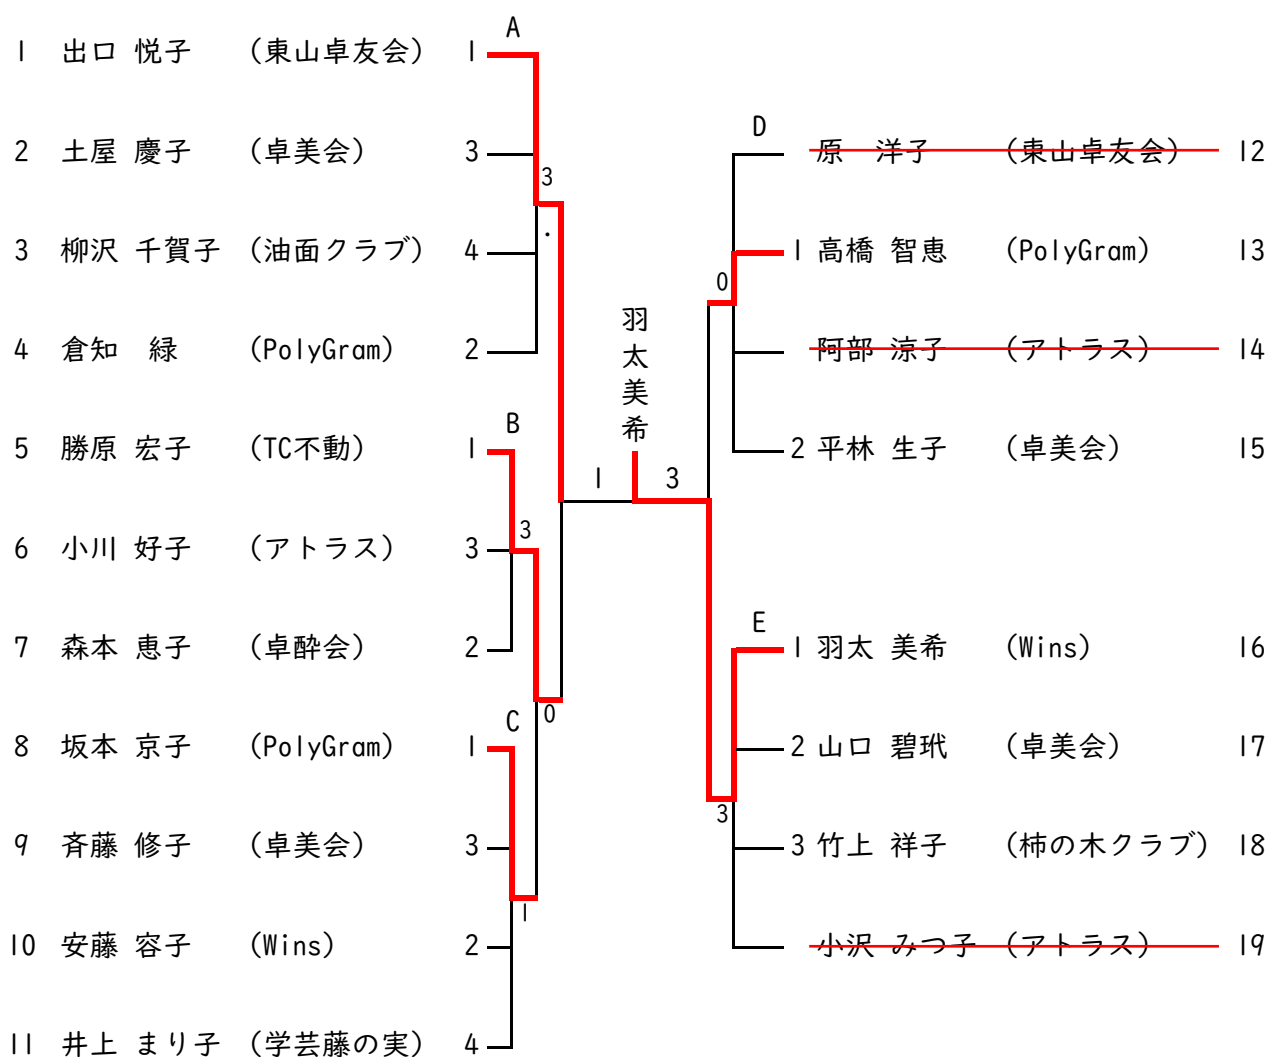 A
1 出口 悦子 (東山卓友会) 1
2 土屋 慶子 (卓美会) 3
3
3 柳沢 千賀子 (油面クラブ) 4
4 倉知 緑 (PolyGram) 2
B
5 勝原 宏子 (TC不動) 1
3
6 小川 好子 (アトラス) 3
7 森本 恵子 (卓酔会) 2
0
C
8 坂本 京子 (PolyGram) 1
9 斉藤 修子 (卓美会) 3
1
10 安藤 容子 (Wins) 2
11 井上 まり子 (学芸藤の実) 4
羽太美希
1 3
D
原 洋子 (東山卓友会) 12
1 高橋 智恵 (PolyGram) 13
0
阿部 涼子 (アトラス) 14
2 平林 生子 (卓美会) 15
E
1 羽太 美希 (Wins) 16
2 山口 碧玳 (卓美会) 17
3
3 竹上 祥子 (柿の木クラブ) 18
小沢 みつ子 (アトラス) 19